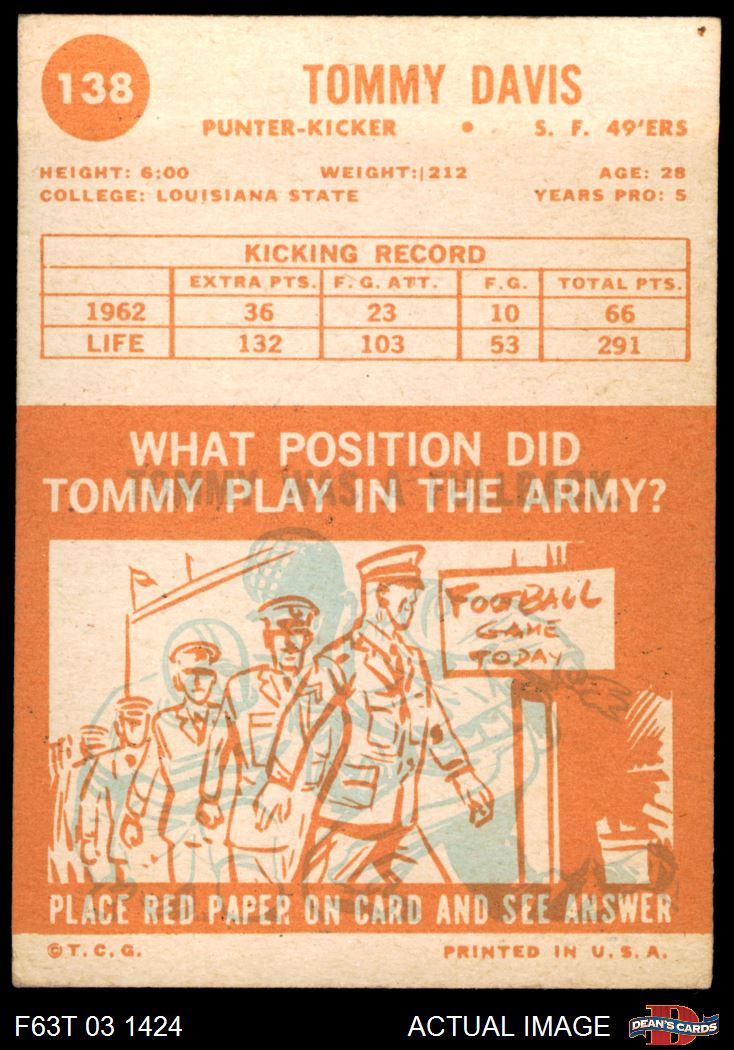 138
TOMMY DAVIS
PUNTER-KICKER • S. F. 49'ERS
HEIGHT: 6:00 WEIGHT: 212 AGE: 28
COLLEGE: LOUISIANA STATE YEARS PRO: 5
KICKING RECORD
EXTRA PTS. F. G. ATT. F.G. TOTAL PTS.
1962 36 23 10 66
LIFE 132 103 53 291
WHAT POSITION DID
TOMMY WAS A FULLBACK.
TOMMY PLAY IN THE ARMY?
FOOTBALL
GAME
TODAY
PLACE RED PAPER ON CARD AND SEE ANSWER
© T. C. G. PRINTED IN U. S. A.
F63T 03 1424 ACTUAL IMAGE DEAN'S CARDS